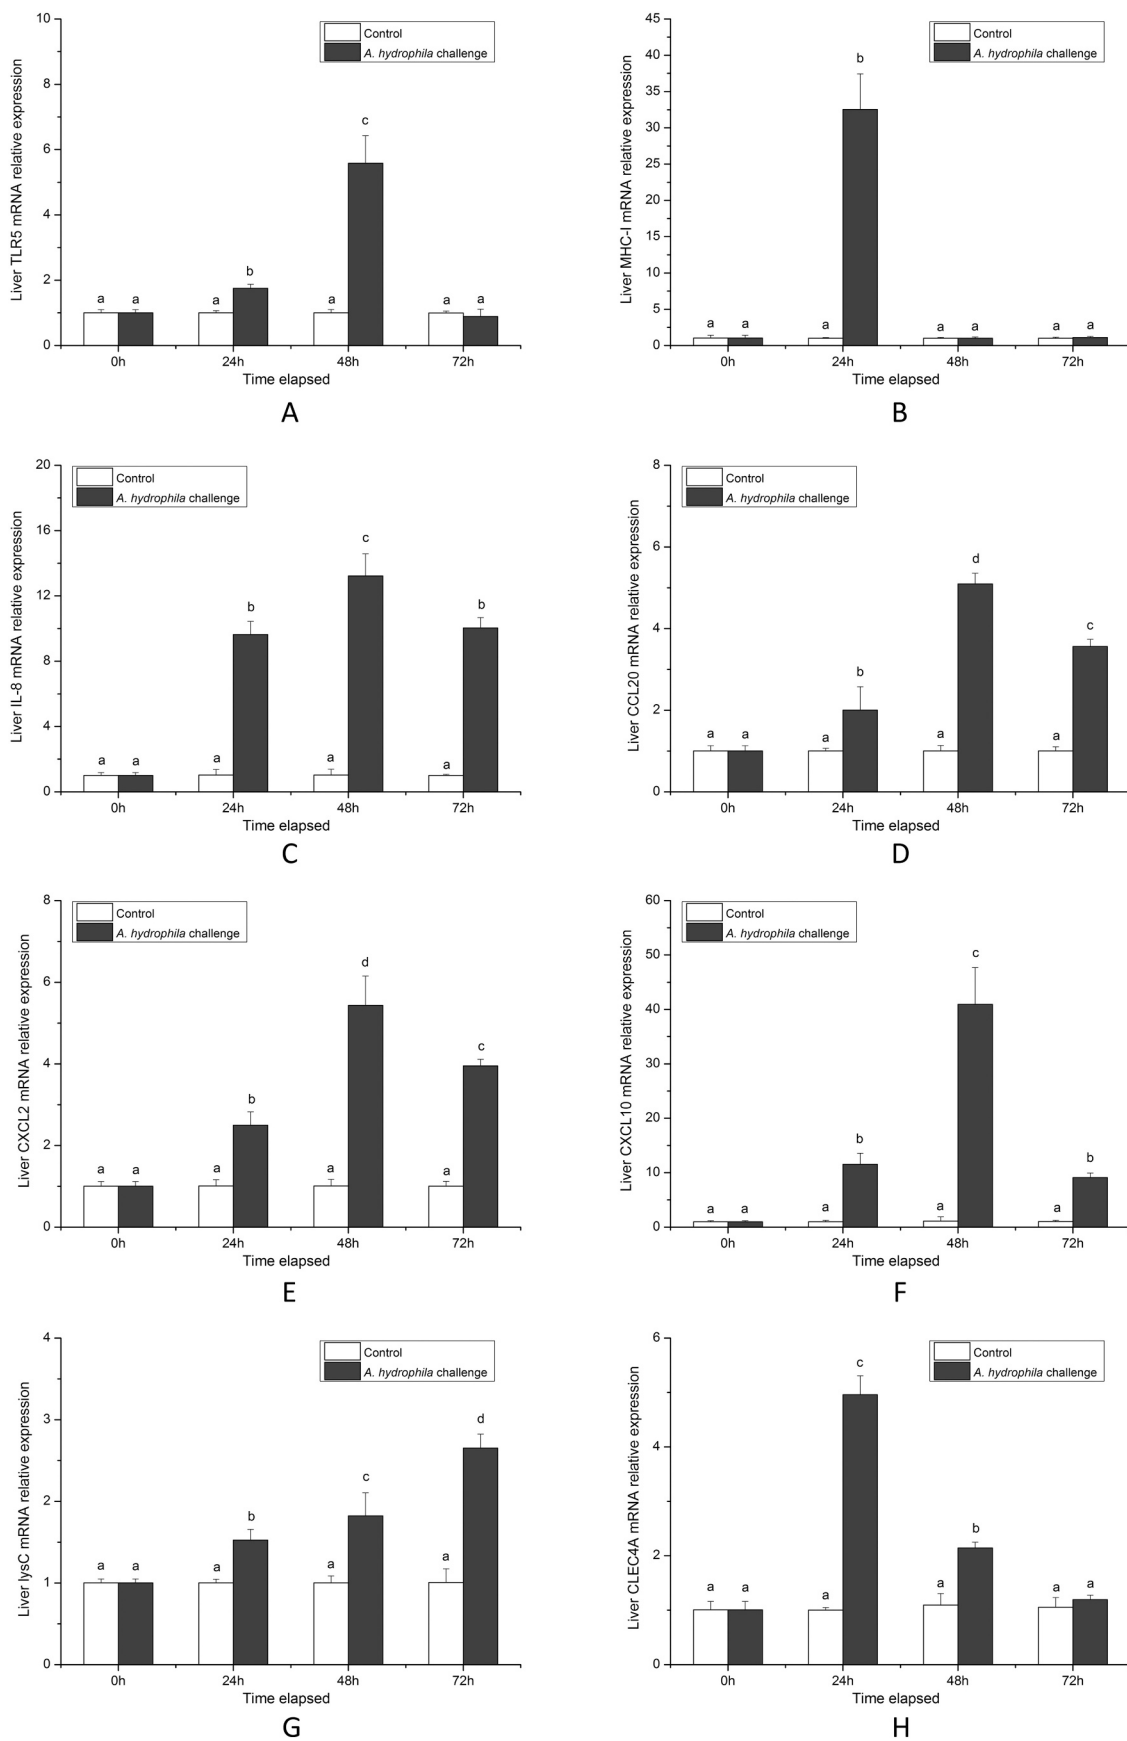 Liver TLR5 mRNA relative expression
10
8
6
4
2
0
Control
A. hydrophila challenge
a a a b a c a a
0h 24h 48h 72h
Time elapsed
A
Liver MHC-I mRNA relative expression
45
40
35
30
25
20
15
10
5
0
Control
A. hydrophila challenge
a a a b a a a a
0h 24h 48h 72h
Time elapsed
B
Liver IL-8 mRNA relative expression
20
16
12
8
4
0
Control
A. hydrophila challenge
a a a b a c a b
0h 24h 48h 72h
Time elapsed
C
Liver CCL20 mRNA relative expression
8
6
4
2
0
Control
A. hydrophila challenge
a a a b a d a c
0h 24h 48h 72h
Time elapsed
D
Liver CXCL2 mRNA relative expression
8
6
4
2
0
Control
A. hydrophila challenge
a a a b a d a c
0h 24h 48h 72h
Time elapsed
E
Liver CXCL10 mRNA relative expression
60
50
40
30
20
10
0
Control
A. hydrophila challenge
a a a b a c a b
0h 24h 48h 72h
Time elapsed
F
Liver lysC mRNA relative expression
4
3
2
1
0
Control
A. hydrophila challenge
a a a b a c a d
0h 24h 48h 72h
Time elapsed
G
Liver CLEC4A mRNA relative expression
6
4
2
0
Control
A. hydrophila challenge
a a a c a b a a
0h 24h 48h 72h
Time elapsed
H